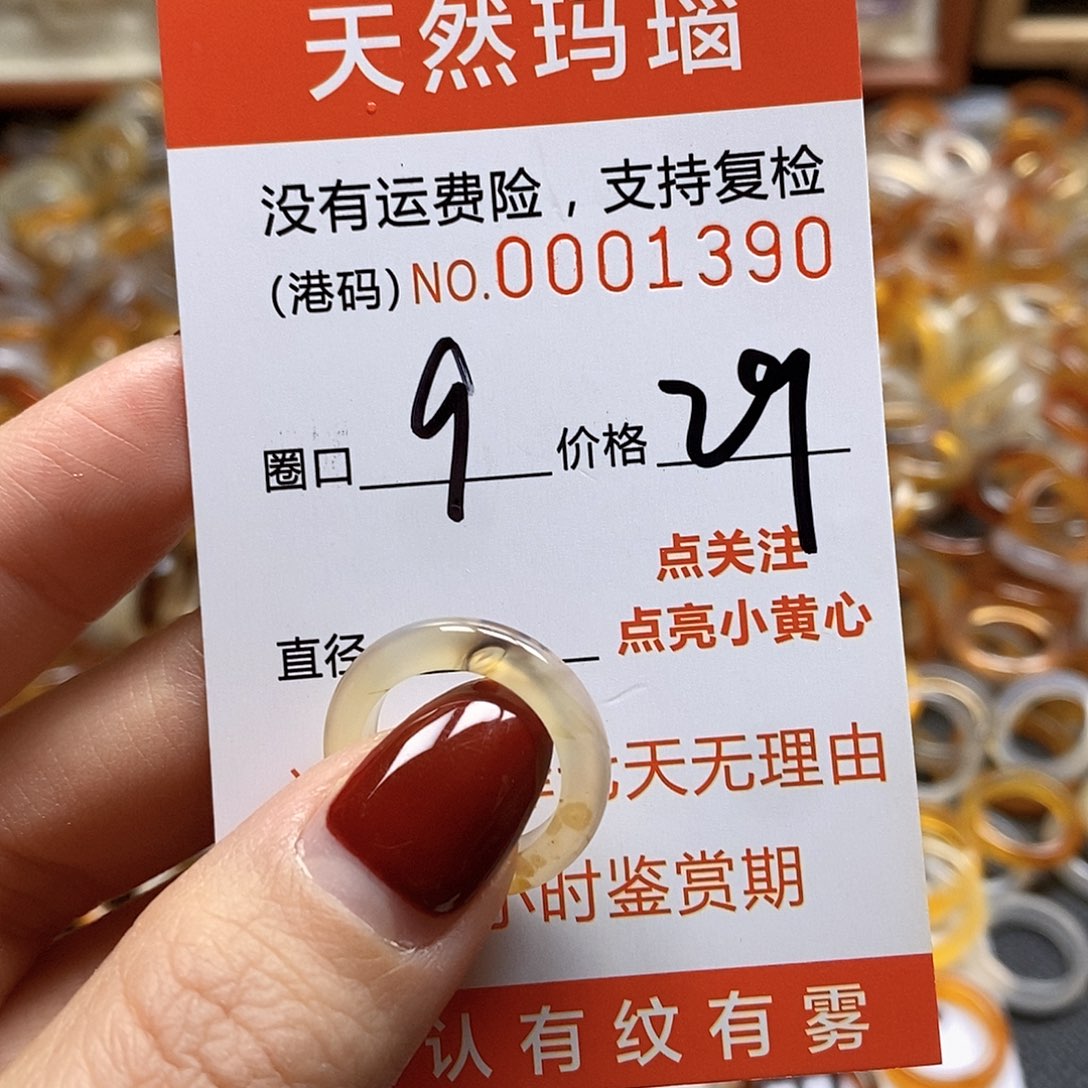 天然玛瑙
没有运费险，支持复检
(港码) NO.0001390
圈口 9 价格 29
点关注
点亮小黄心
直径
天无理由
小时鉴赏期
认有纹有雾